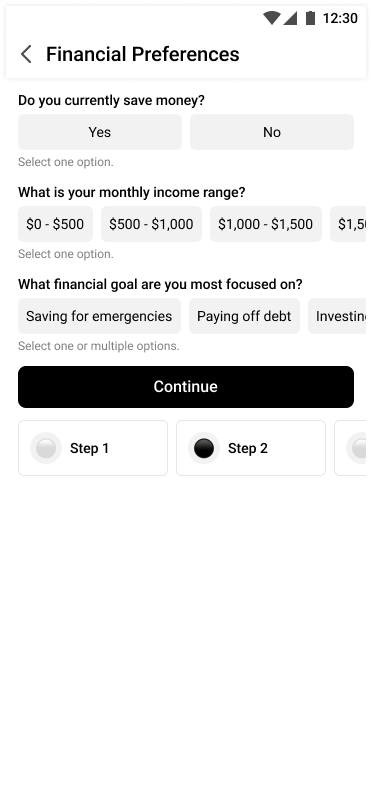 12:30
Financial Preferences
Do you currently save money?
Yes No
Select one option.
What is your monthly income range?
$0 - $500 $500 - $1,000 $1,000 - $1,500 $1,5
Select one option.
What financial goal are you most focused on?
Saving for emergencies Paying off debt Investin
Select one or multiple options.
Continue
Step 1 Step 2